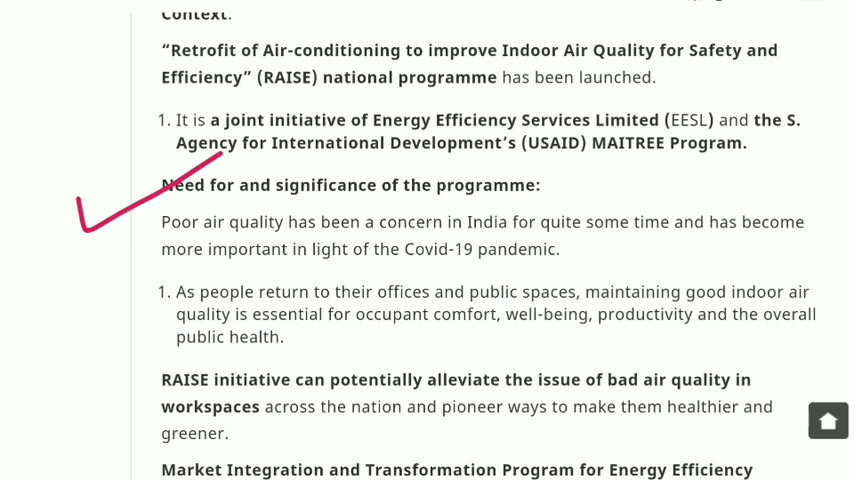 Context:
“Retrofit of Air-conditioning to improve Indoor Air Quality for Safety and
Efficiency” (RAISE) national programme has been launched.
1. It is a joint initiative of Energy Efficiency Services Limited (EESL) and the S.
Agency for International Development’s (USAID) MAITREE Program.
Need for and significance of the programme:
Poor air quality has been a concern in India for quite some time and has become
more important in light of the Covid-19 pandemic.
1. As people return to their offices and public spaces, maintaining good indoor air
quality is essential for occupant comfort, well-being, productivity and the overall
public health.
RAISE initiative can potentially alleviate the issue of bad air quality in
workspaces across the nation and pioneer ways to make them healthier and
greener.
Market Integration and Transformation Program for Energy Efficiency